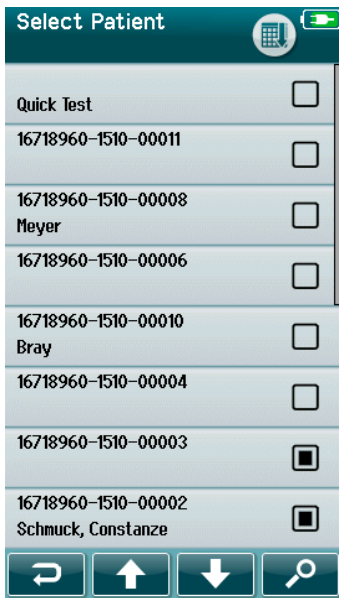 Select Patient
Quick Test
16718960-1510-00011
16718960-1510-00008
Meyer
16718960-1510-00006
16718960-1510-00010
Bray
16718960-1510-00004
16718960-1510-00003
16718960-1510-00002
Schmuck, Constanze